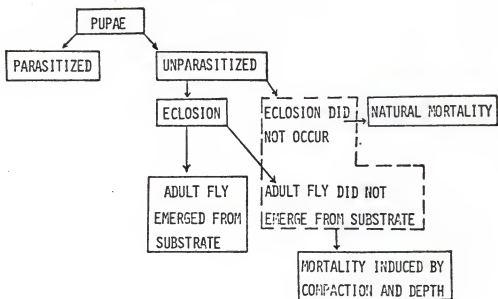 PUPAE
PARASITIZED
UNPARASITIZED
ECLOSION
ECLOSION DID
NOT OCCUR
NATURAL MORTALITY
ADULT FLY
EMERGED FROM
SUBSTRATE
ADULT FLY DID NOT
EMERGE FROM SUBSTRATE
MORTALITY INDUCED BY
COMPACTION AND DEPTH